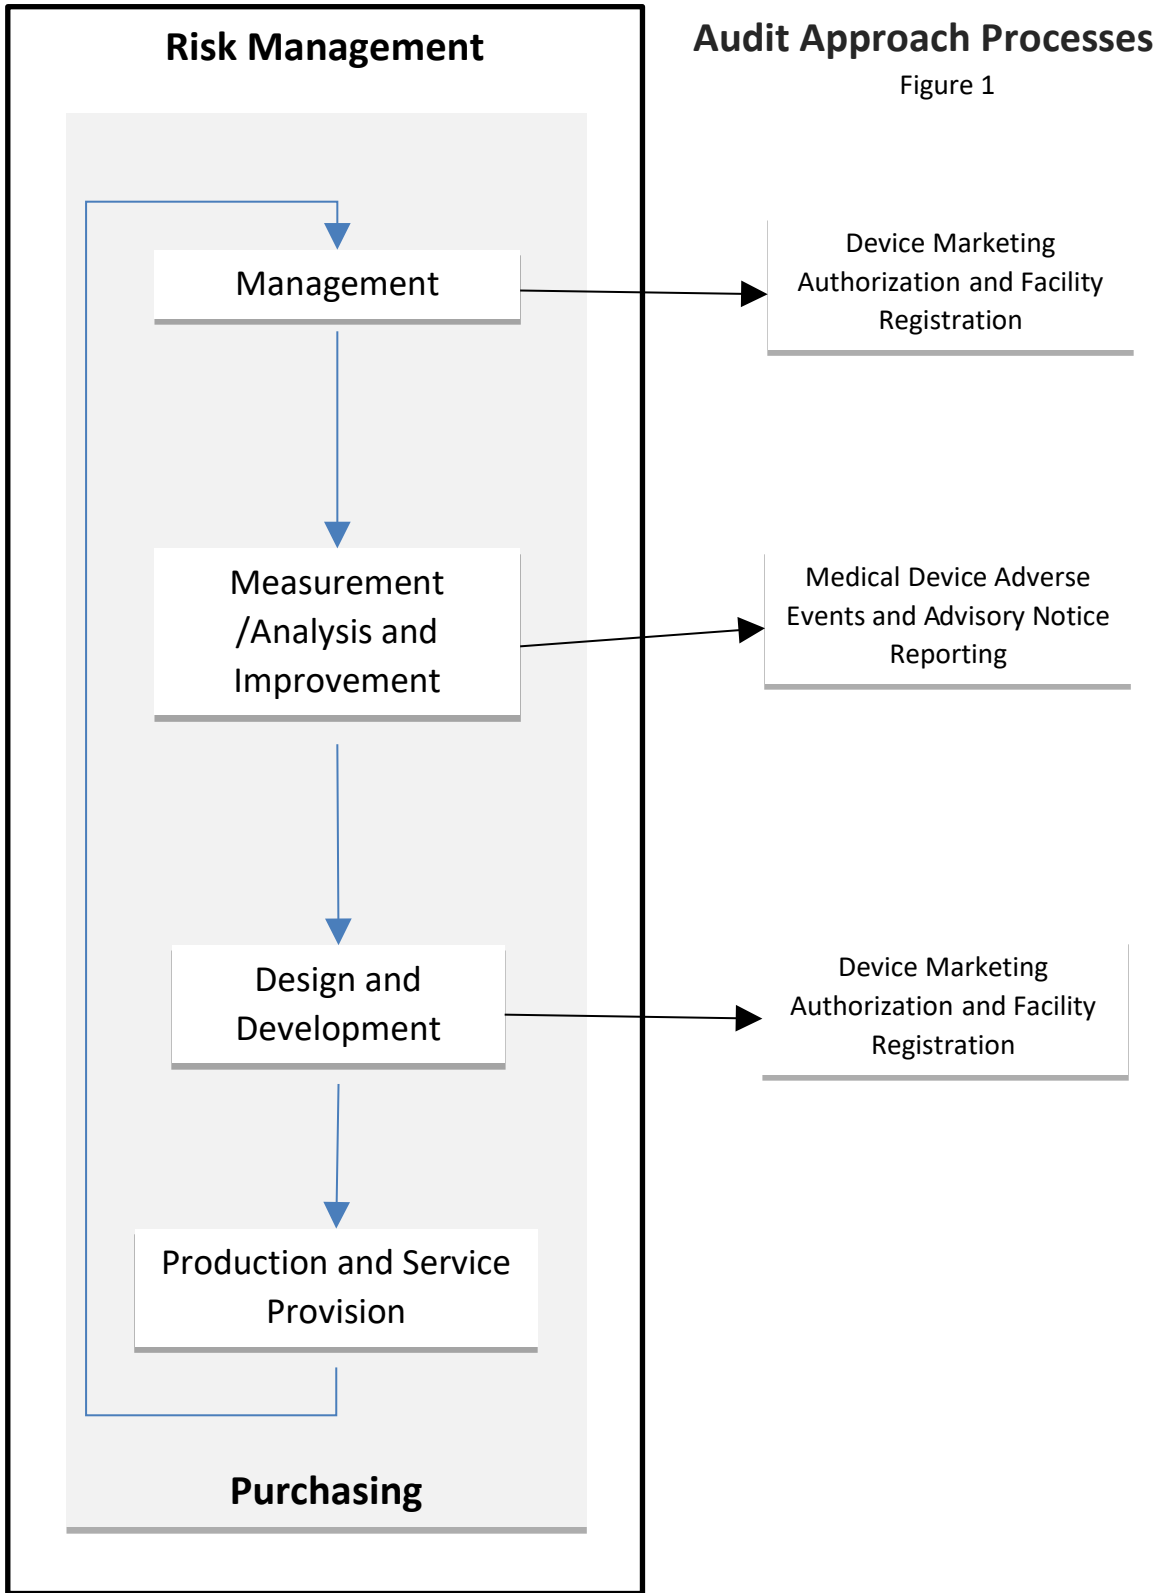 Risk Management
Audit Approach Processes
Figure 1
Management
Device Marketing
Authorization and Facility
Registration
Measurement
/Analysis and
Improvement
Medical Device Adverse
Events and Advisory Notice
Reporting
Design and
Development
Device Marketing
Authorization and Facility
Registration
Production and Service
Provision
Purchasing